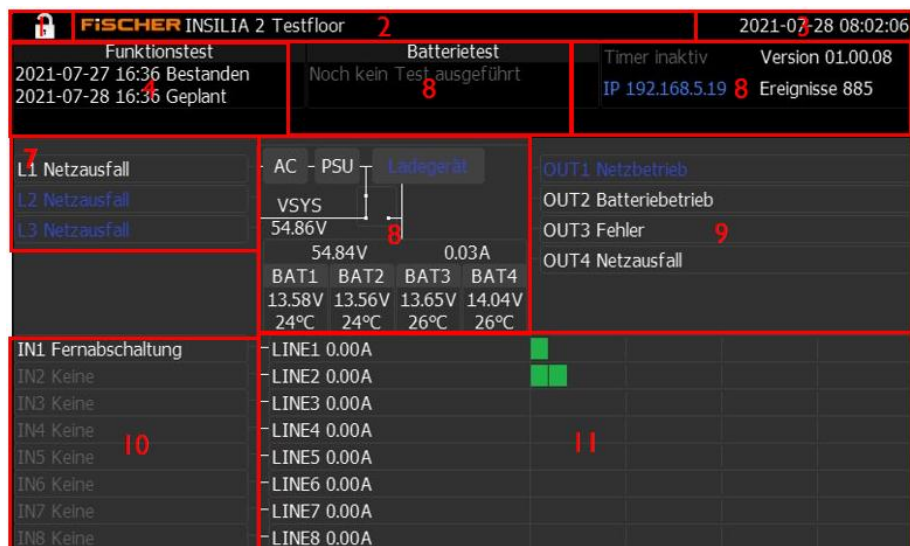 1 FiSCHER INSILIA 2 Testfloor 2 2021-07-28 08:02:06 3
Funktionstest
2021-07-27 16:36 Bestanden
2021-07-28 16:36 Geplant
4
Batterietest
Noch kein Test ausgeführt
8
Timer inaktiv Version 01.00.08
IP 192.168.5.19 8 Ereignisse 885
7
L1 Netzausfall
L2 Netzausfall
L3 Netzausfall
AC PSU Ladegerät
VSYS
54.86V
8
54.84V 0.03A
BAT1 BAT2 BAT3 BAT4
13.58V 13.56V 13.65V 14.04V
24°C 24°C 26°C 26°C
OUT1 Netzbetrieb
OUT2 Batteriebetrieb
OUT3 Fehler
9
OUT4 Netzausfall
IN1 Fernabschaltung
IN2 Keine
IN3 Keine
IN4 Keine
10
IN5 Keine
IN6 Keine
IN7 Keine
IN8 Keine
LINE1 0.00A
LINE2 0.00A
LINE3 0.00A
LINE4 0.00A
11
LINE5 0.00A
LINE6 0.00A
LINE7 0.00A
LINE8 0.00A